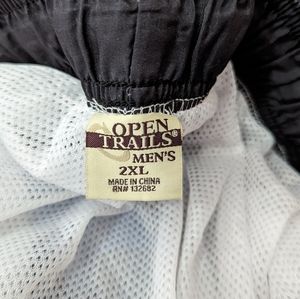 OPEN
TRAILS®
MEN'S
2XL
MADE IN CHINA
RN# 132682